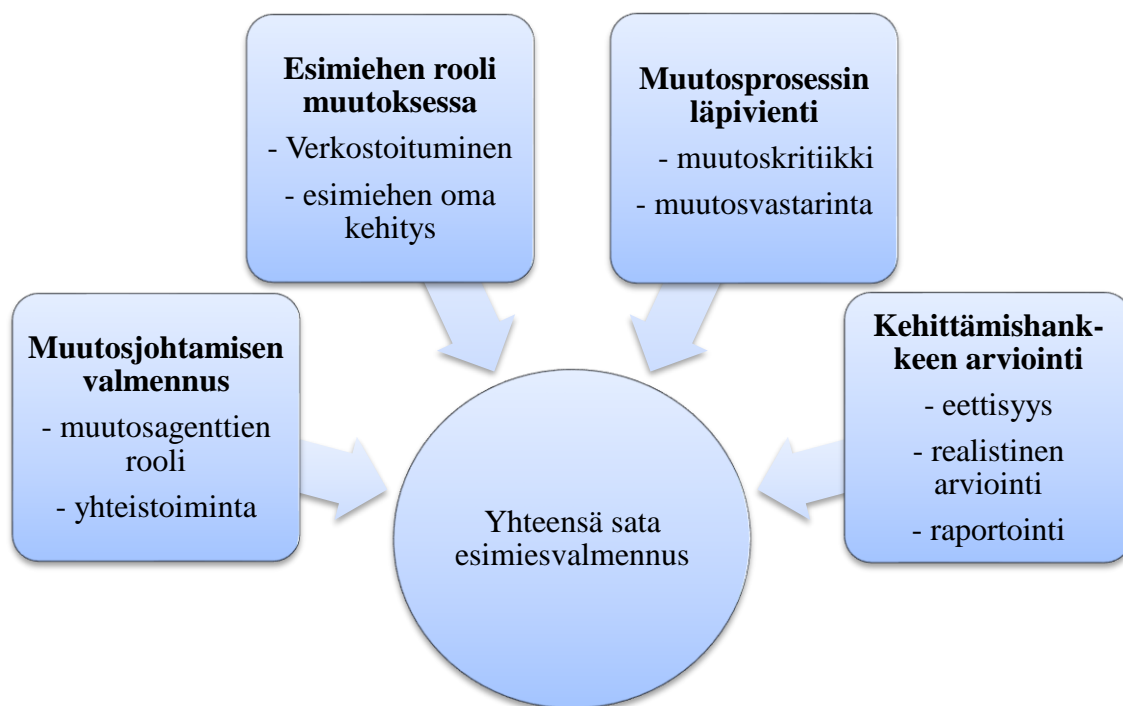 Esimiehen rooli
muutoksessa
- Verkostoituminen
- esimiehen oma
kehitys
Muutosprosessin
läpivienti
- muutoskritiikki
- muutosvastarinta
Muutosjohtamisen
valmennus
- muutosagenttien
rooli
- yhteistoiminta
Kehittämishank-
keen arviointi
- eettisyys
- realistinen
arviointi
- raportointi
Yhteensä sata
esimiesvalmennus